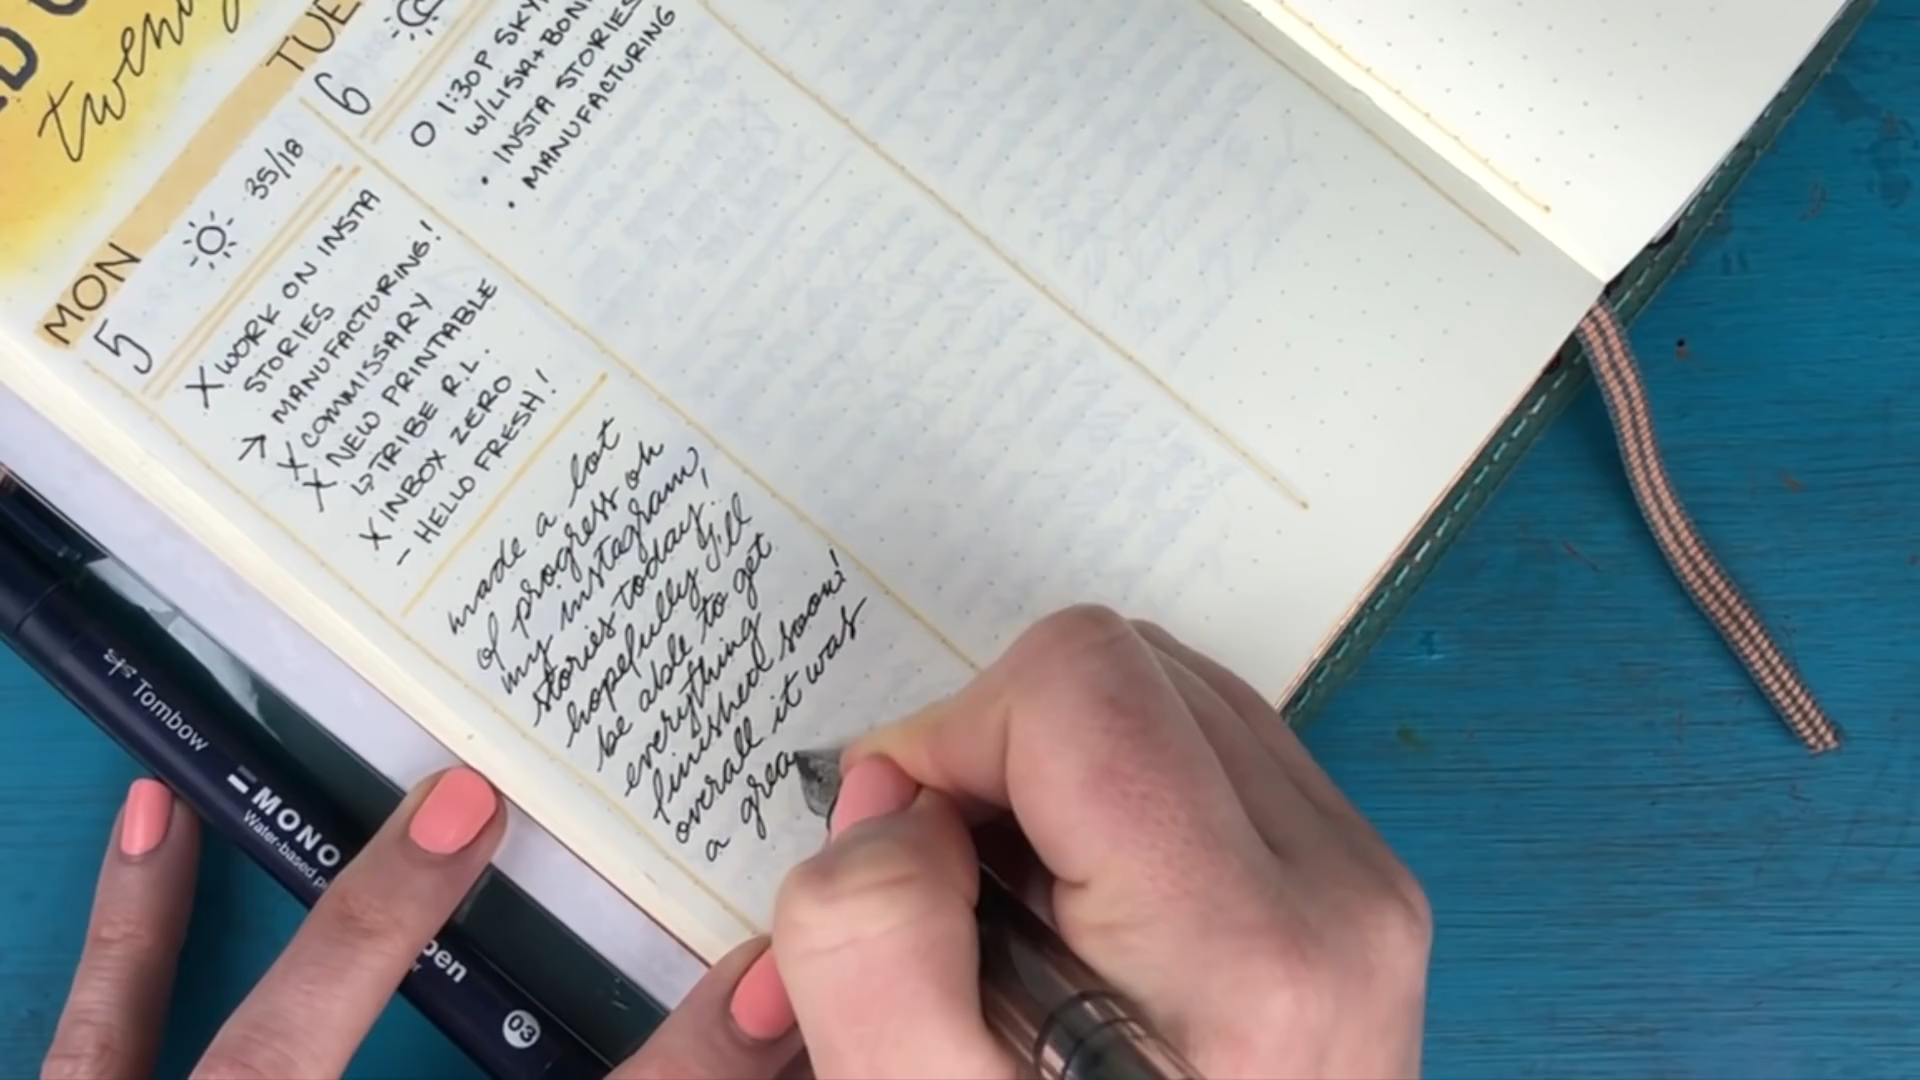 twen
MON
5
35/18
X WORK ON INSTA
STORIES
→ MANUFACTURING!
X COMMISSARY
X NEW PRINTABLE
↳ TRIBE R.L.
X INBOX ZERO
- HELLO FRESH!
made a lot
of progress on
my instagram
stories today,
hopefully I'll
be able to get
everything
finished soon!
overall it was
a grea
TUE
6
O 1:30P SKY
W/LISA + BON
• INSTA STORIES
• MANUFACTURING
Tombow
MONO
Water-based
pen
03